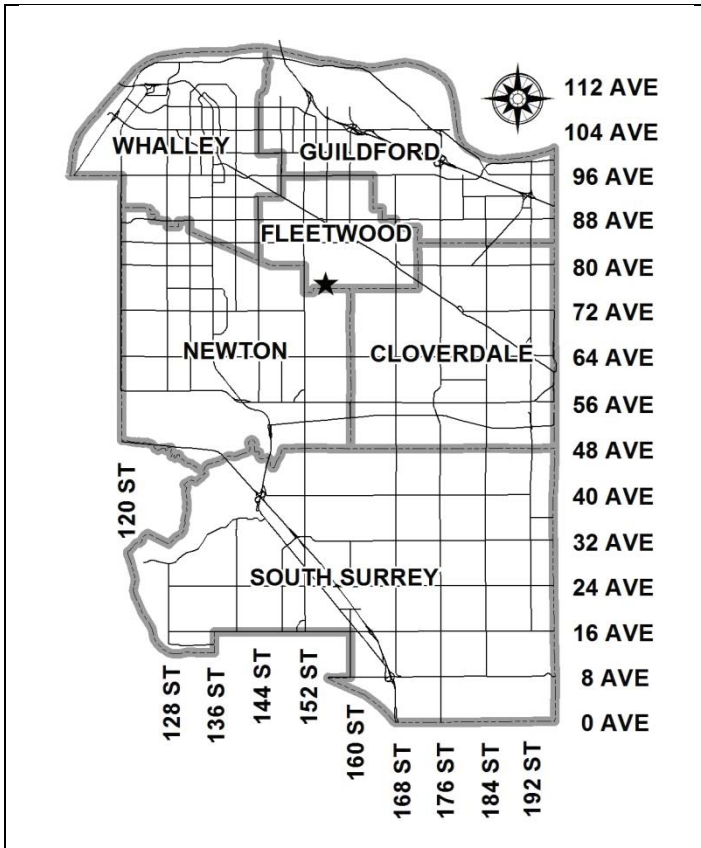 112 AVE
104 AVE
WHALLEY
GUILDFORD
96 AVE
88 AVE
FLEETWOOD
80 AVE
72 AVE
NEWTON
CLOVERDALE
64 AVE
56 AVE
48 AVE
120 ST
40 AVE
32 AVE
SOUTH SURREY
24 AVE
16 AVE
128 ST
136 ST
144 ST
152 ST
8 AVE
160 ST
0 AVE
168 ST
176 ST
184 ST
192 ST